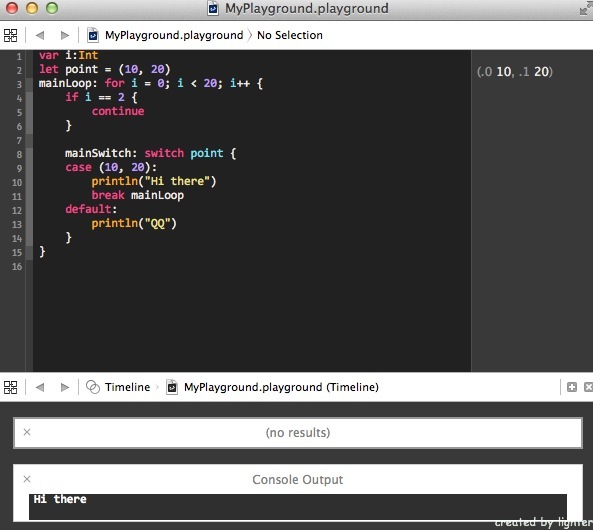 MyPlayground.playground
MyPlayground.playground No Selection
1 var i:Int
2 let point = (10, 20)
3 mainLoop: for i = 0; i < 20; i++ {
4 if i == 2 {
5 continue
6 }
7
8 mainSwitch: switch point {
9 case (10, 20):
10 println("Hi there")
11 break mainLoop
12 default:
13 println("QQ")
14 }
15 }
16
(.0 10, .1 20)
Timeline MyPlayground.playground (Timeline)
(no results)
Console Output
Hi there
created by lighter